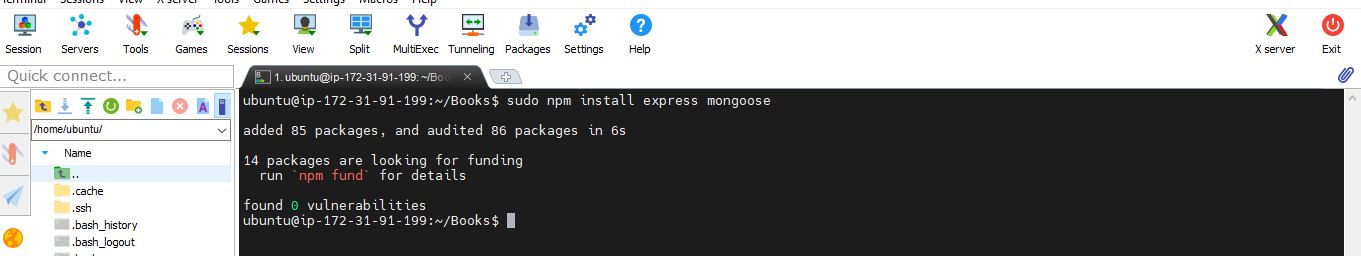 Terminal Sessions View X server Tools Games Settings Macros Help
Session Servers Tools Games Sessions View Split MultiExec Tunneling Packages Settings Help X server Exit
Quick connect...
1. ubuntu@ip-172-31-91-199: ~/Boo
/home/ubuntu/
Name
..
.cache
.ssh
.bash_history
.bash_logout
ubuntu@ip-172-31-91-199:~/Books$ sudo npm install express mongoose
added 85 packages, and audited 86 packages in 6s
14 packages are looking for funding
run `npm fund` for details
found 0 vulnerabilities
ubuntu@ip-172-31-91-199:~/Books$